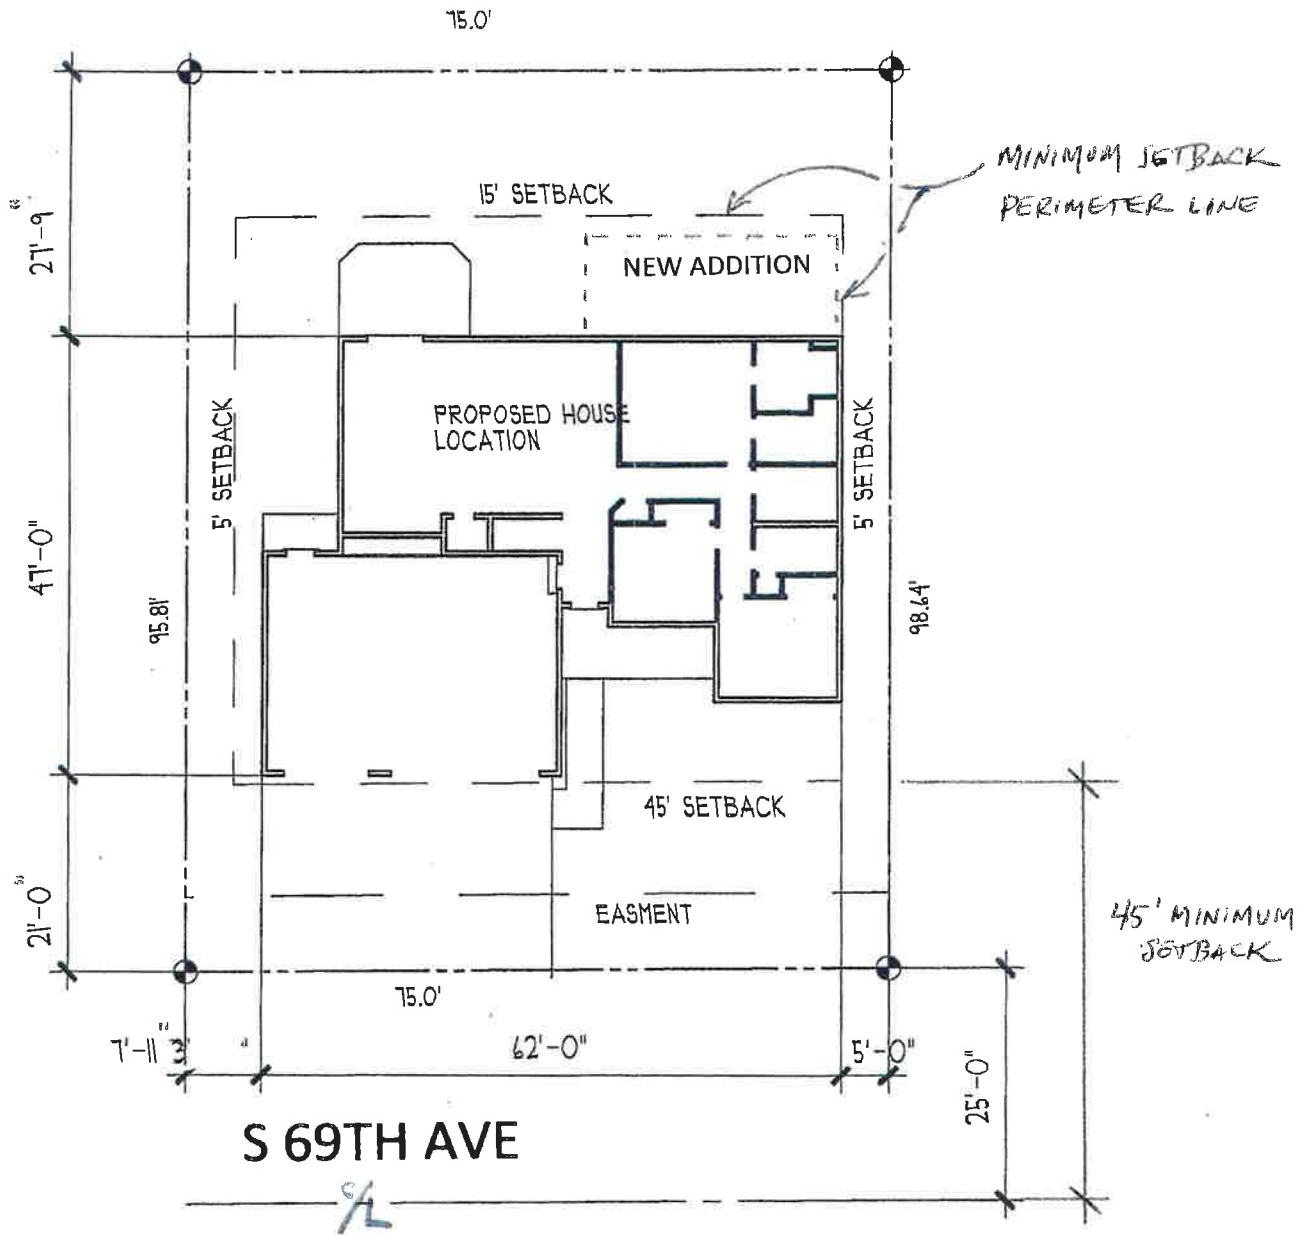 75.0'
MINIMUM SETBACK
PERIMETER LINE
15' SETBACK
27'-9"
NEW ADDITION
PROPOSED HOUSE
LOCATION
5' SETBACK
5' SETBACK
47'-0"
95.81'
98.64'
45' SETBACK
21'-0"
EASMENT
45' MINIMUM
SETBACK
75.0'
7'-11"
62'-0"
5'-0"
25'-0"
S 69TH AVE
C/L